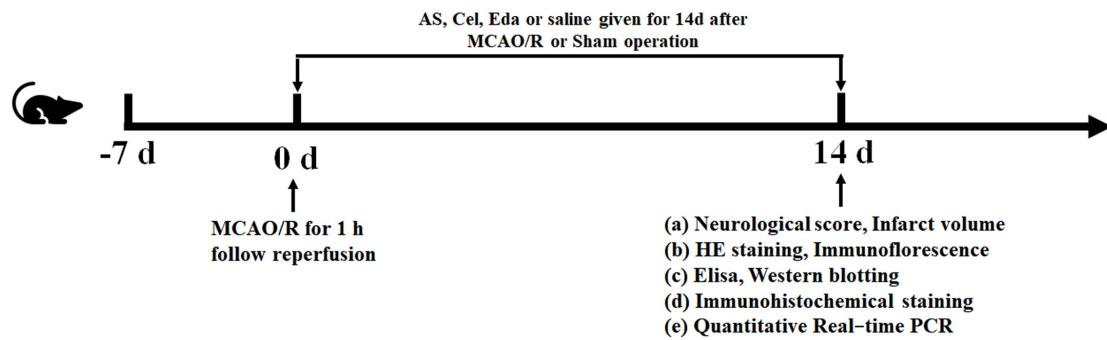 AS, Cel, Eda or saline given for 14d after
MCAO/R or Sham operation
-7 d
0 d
14 d
MCAO/R for 1 h
follow reperfusion
(a) Neurological score, Infarct volume
(b) HE staining, Immunoflorescence
(c) Elisa, Western blotting
(d) Immunohistochemical staining
(e) Quantitative Real-time PCR